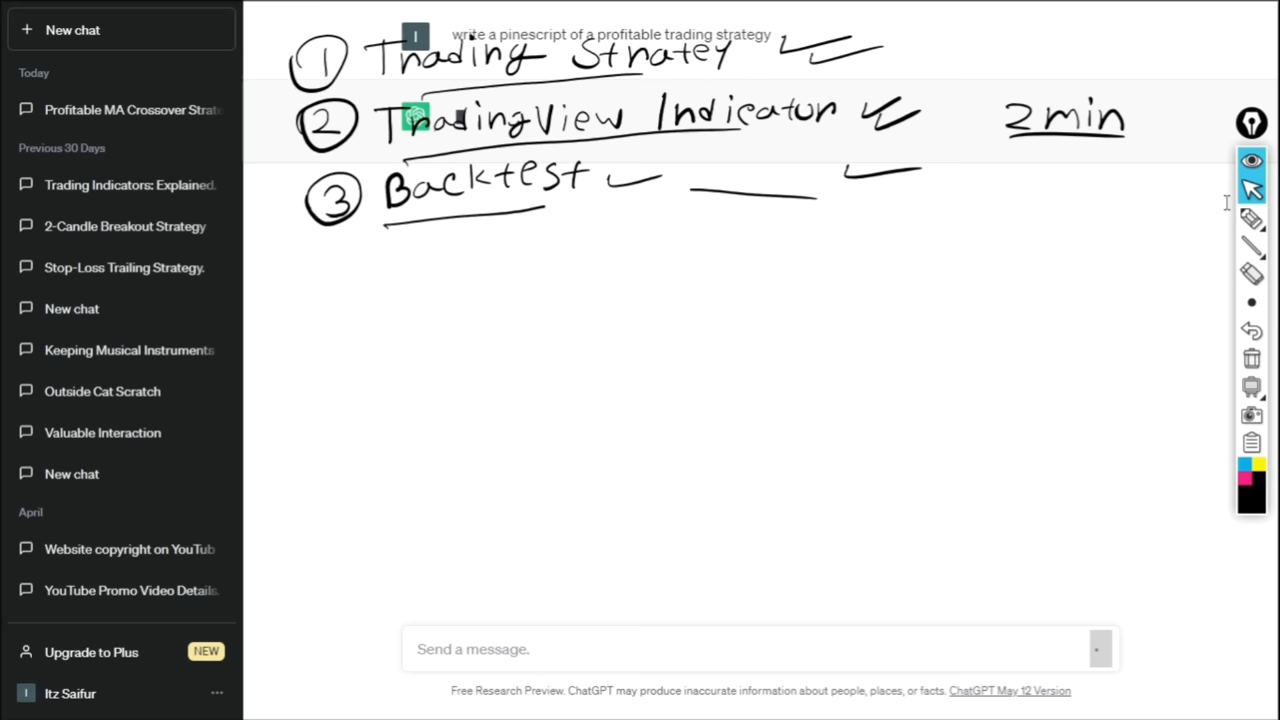 New chat
Today
Profitable MA Crossover Strat
Previous 30 Days
Trading Indicators: Explained.
2-Candle Breakout Strategy
Stop-Loss Trailing Strategy.
New chat
Keeping Musical Instruments
Outside Cat Scratch
Valuable Interaction
New chat
April
Website copyright on YouTub
YouTube Promo Video Details.
Upgrade to Plus NEW
Itz Saifur
I write a pinescript of a profitable trading strategy
1 Trading Stratey
2 TradingView Indicator 2 min
3 Backtest
Send a message.
Free Research Preview. ChatGPT may produce inaccurate information about people, places, or facts. ChatGPT May 12 Version